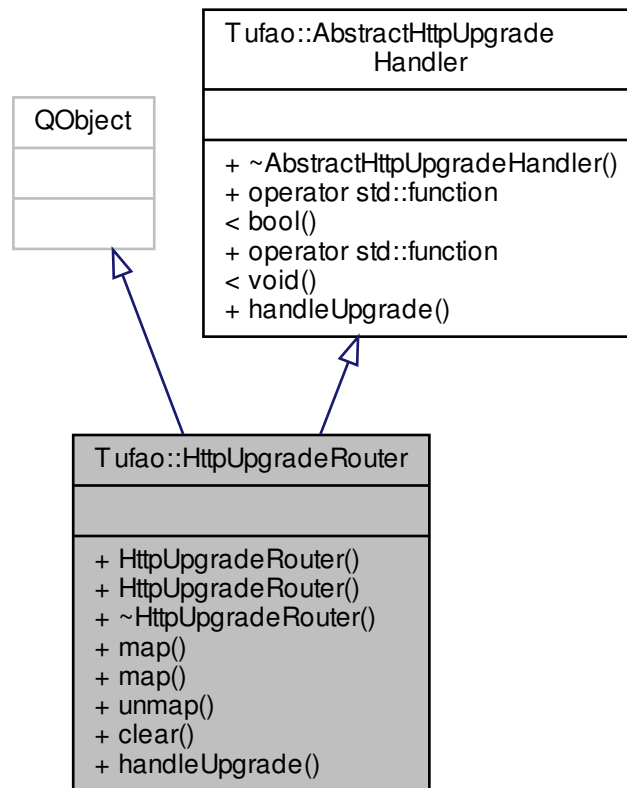 Tufao::AbstractHttpUpgrade
Handler
QObject
+ ~AbstractHttpUpgradeHandler()
+ operator std::function
< bool()
+ operator std::function
< void()
+ handleUpgrade()
Tufao::HttpUpgradeRouter
+ HttpUpgradeRouter()
+ HttpUpgradeRouter()
+ ~HttpUpgradeRouter()
+ map()
+ map()
+ unmap()
+ clear()
+ handleUpgrade()